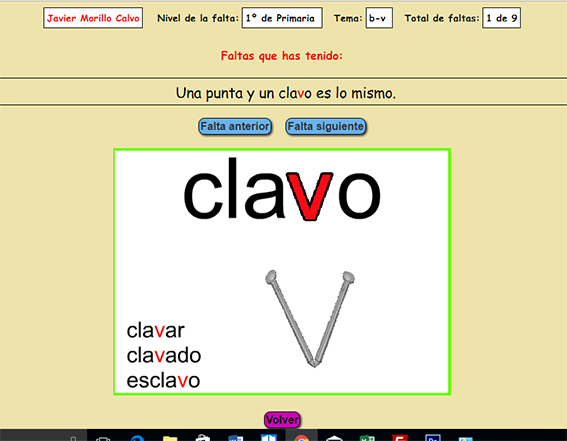 Javier Morillo Calvo Nivel de la falta: 1º de Primaria Tema: b-v Total de faltas: 1 de 9
Faltas que has tenido:
Una punta y un clavo es lo mismo.
Falta anterior Falta siguiente
clavo
clavar
clavado
esclavo
Volver